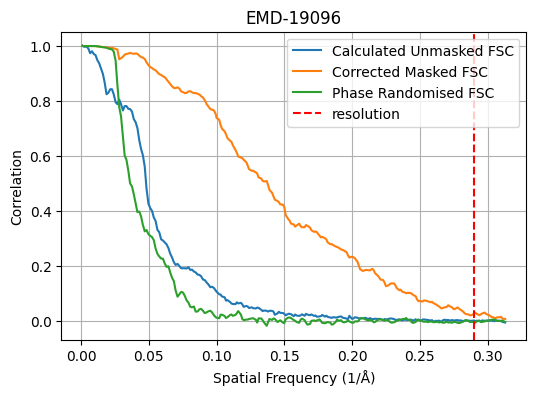 EMD-19096
Calculated Unmasked FSC
Corrected Masked FSC
Phase Randomised FSC
resolution
Correlation
1.0
0.8
0.6
0.4
0.2
0.0
0.00 0.05 0.10 0.15 0.20 0.25 0.30
Spatial Frequency (1/Å)